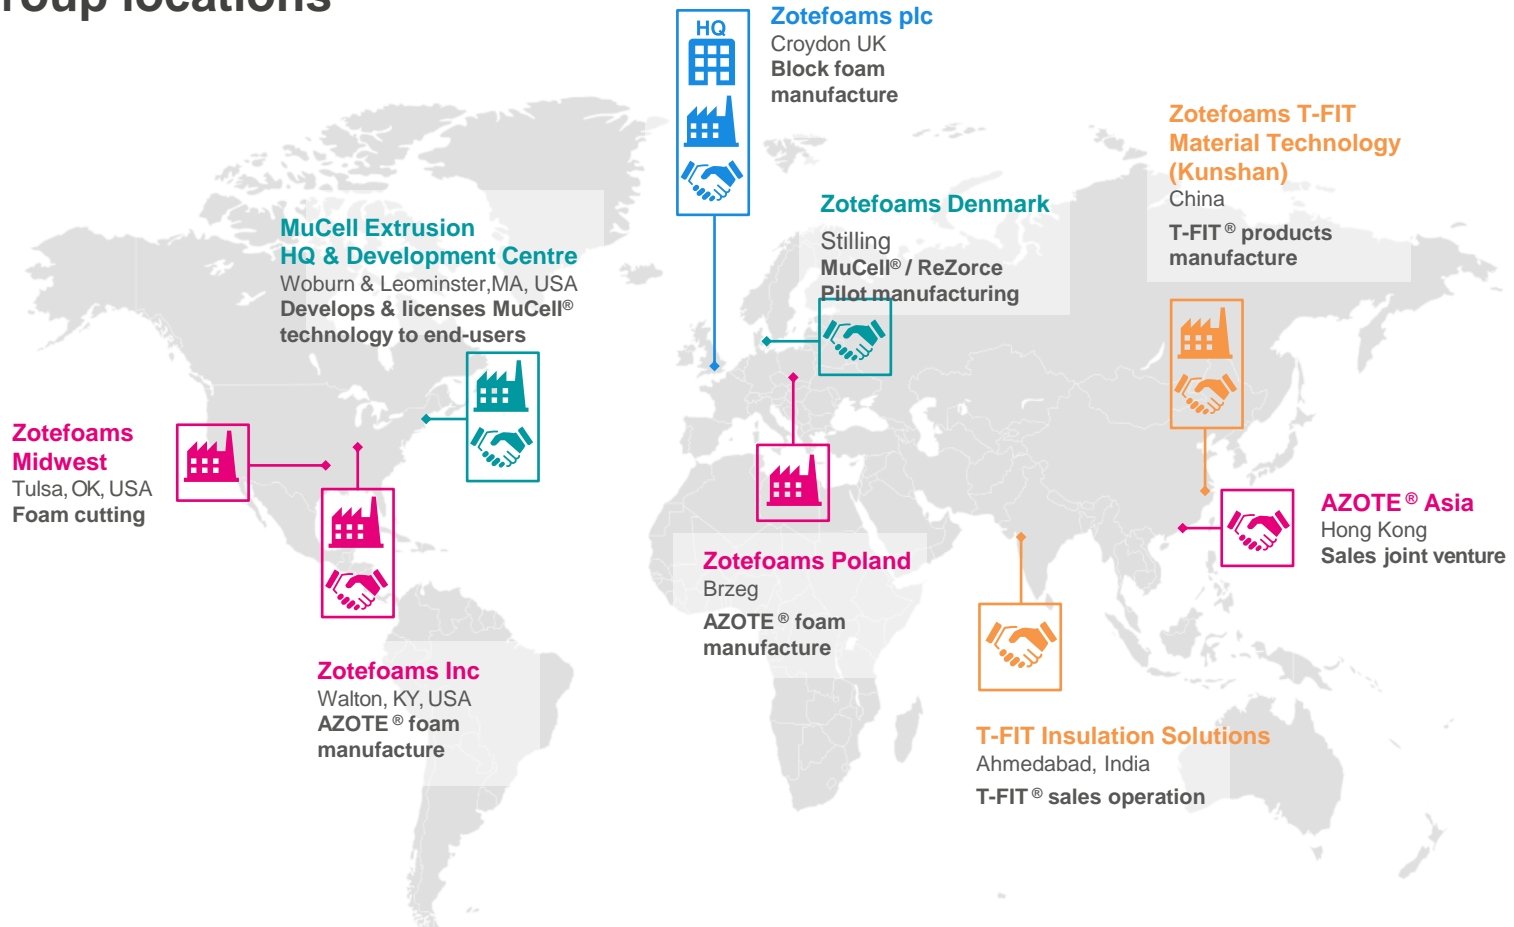 roup locations
HQ
Zotefoams plc
Croydon UK
Block foam
manufacture
Zotefoams T-FIT
Material Technology
(Kunshan)
China
T-FIT® products
manufacture
MuCell Extrusion
HQ & Development Centre
Woburn & Leominster,MA, USA
Develops & licenses MuCell®
technology to end-users
Zotefoams Denmark
Stilling
MuCell® / ReZorce
Pilot manufacturing
Zotefoams
Midwest
Tulsa, OK, USA
Foam cutting
AZOTE® Asia
Hong Kong
Sales joint venture
Zotefoams Poland
Brzeg
AZOTE® foam
manufacture
Zotefoams Inc
Walton, KY, USA
AZOTE® foam
manufacture
T-FIT Insulation Solutions
Ahmedabad, India
T-FIT® sales operation